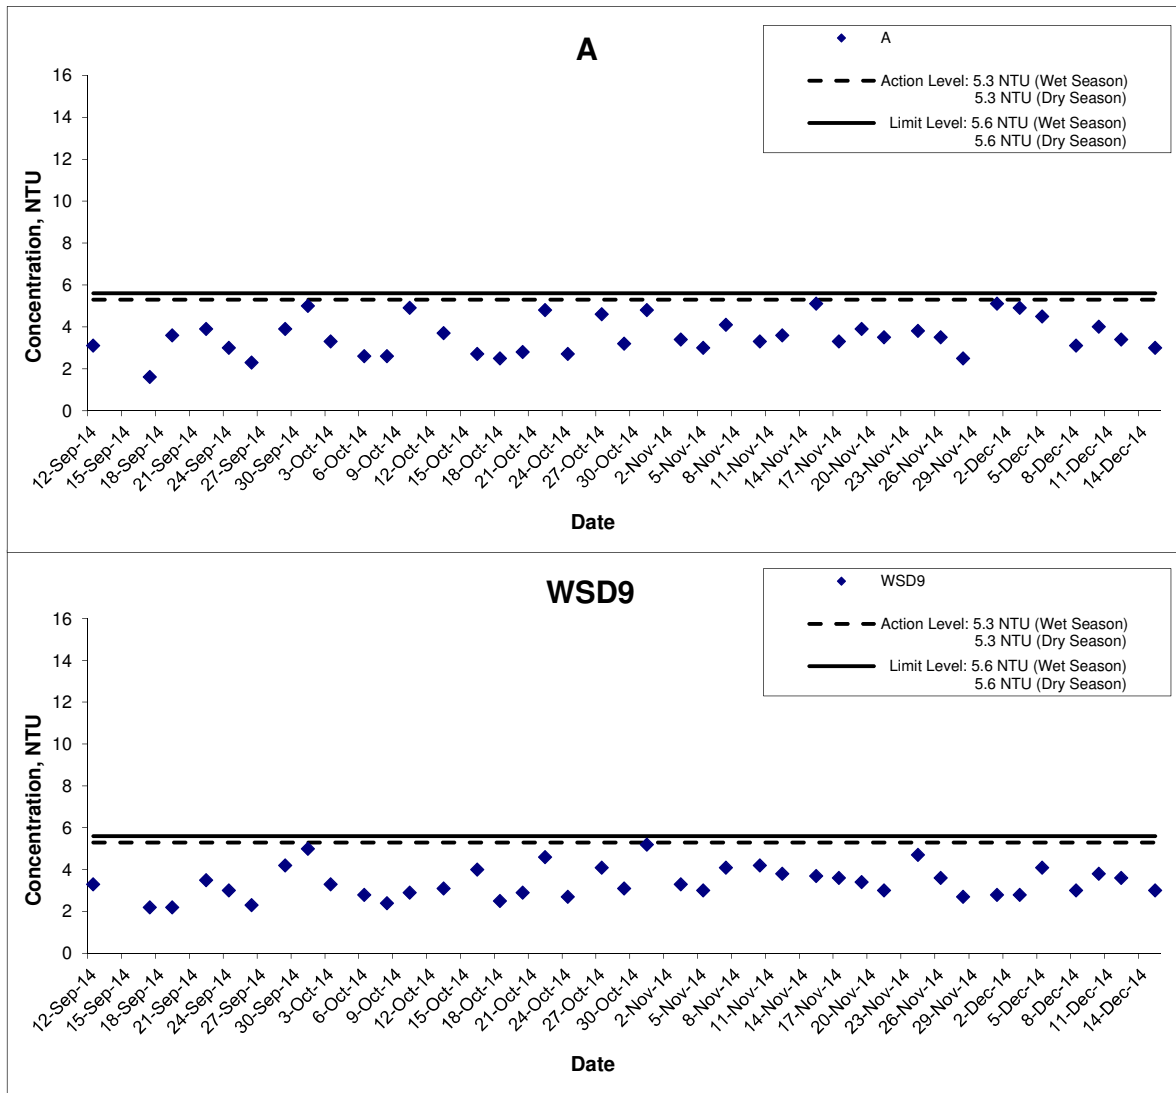 A
A
Action Level: 5.3 NTU (Wet Season)
5.3 NTU (Dry Season)
Limit Level: 5.6 NTU (Wet Season)
5.6 NTU (Dry Season)
Concentration, NTU
16
14
12
10
8
6
4
2
0
12-Sep-14
15-Sep-14
18-Sep-14
21-Sep-14
24-Sep-14
27-Sep-14
30-Sep-14
3-Oct-14
6-Oct-14
9-Oct-14
12-Oct-14
15-Oct-14
18-Oct-14
21-Oct-14
24-Oct-14
27-Oct-14
30-Oct-14
2-Nov-14
5-Nov-14
8-Nov-14
11-Nov-14
14-Nov-14
17-Nov-14
20-Nov-14
23-Nov-14
26-Nov-14
29-Nov-14
2-Dec-14
5-Dec-14
8-Dec-14
11-Dec-14
14-Dec-14
Date
WSD9
WSD9
Action Level: 5.3 NTU (Wet Season)
5.3 NTU (Dry Season)
Limit Level: 5.6 NTU (Wet Season)
5.6 NTU (Dry Season)
Concentration, NTU
16
14
12
10
8
6
4
2
0
12-Sep-14
15-Sep-14
18-Sep-14
21-Sep-14
24-Sep-14
27-Sep-14
30-Sep-14
3-Oct-14
6-Oct-14
9-Oct-14
12-Oct-14
15-Oct-14
18-Oct-14
21-Oct-14
24-Oct-14
27-Oct-14
30-Oct-14
2-Nov-14
5-Nov-14
8-Nov-14
11-Nov-14
14-Nov-14
17-Nov-14
20-Nov-14
23-Nov-14
26-Nov-14
29-Nov-14
2-Dec-14
5-Dec-14
8-Dec-14
11-Dec-14
14-Dec-14
Date